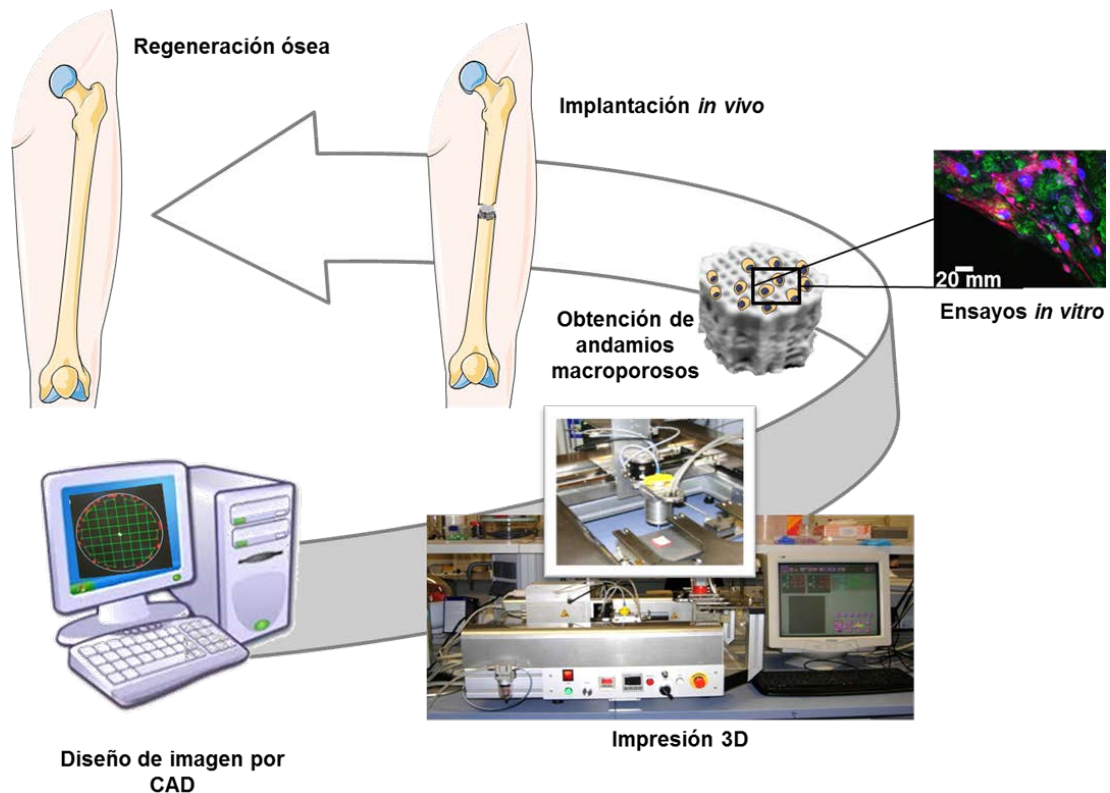 Regeneración ósea
Implantación in vivo
20 mm
Ensayos in vitro
Obtención de
andamios
macroporosos
Impresión 3D
Diseño de imagen por
CAD